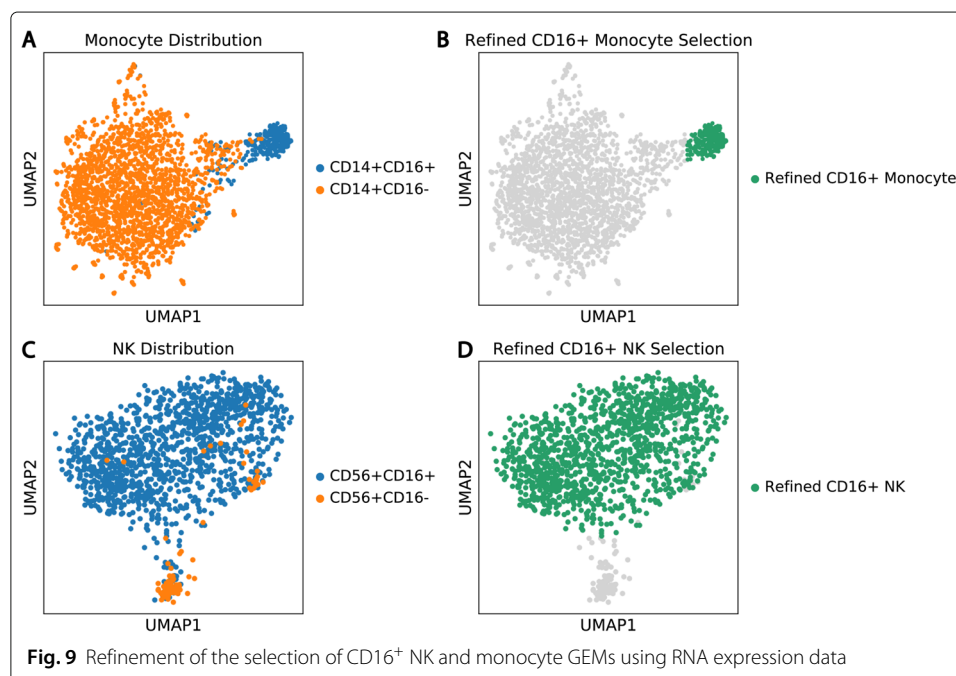 A
Monocyte Distribution
UMAP2
CD14+CD16+
CD14+CD16-
UMAP1
B
Refined CD16+ Monocyte Selection
UMAP2
Refined CD16+ Monocyte
UMAP1
C
NK Distribution
UMAP2
CD56+CD16+
CD56+CD16-
UMAP1
D
Refined CD16+ NK Selection
UMAP2
Refined CD16+ NK
UMAP1
Fig. 9 Refinement of the selection of CD16⁺ NK and monocyte GEMs using RNA expression data